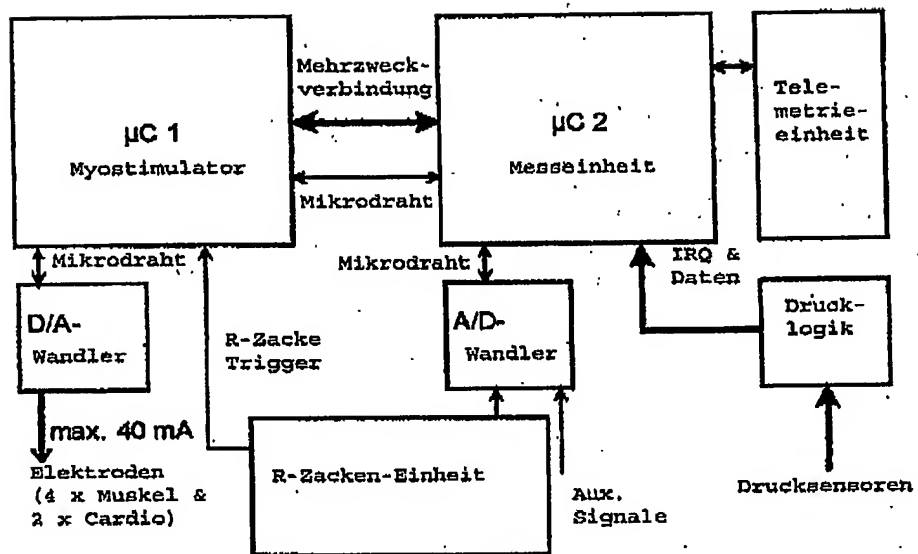 µC 1
Myostimulator
Mehrzweck-
verbindung
Mikrodraht
µC 2
Messeinheit
Tele-
metrie-
einheit
Mikrodraht
D/A-
Wandler
R-Zacke
Trigger
Mikrodraht
A/D-
Wandler
IRQ &
Daten
Druck-
logik
max. 40 mA
Elektroden
(4 x Muskel &
2 x Cardio)
R-Zacken-Einheit
Aux.
Signale
Drucksensoren